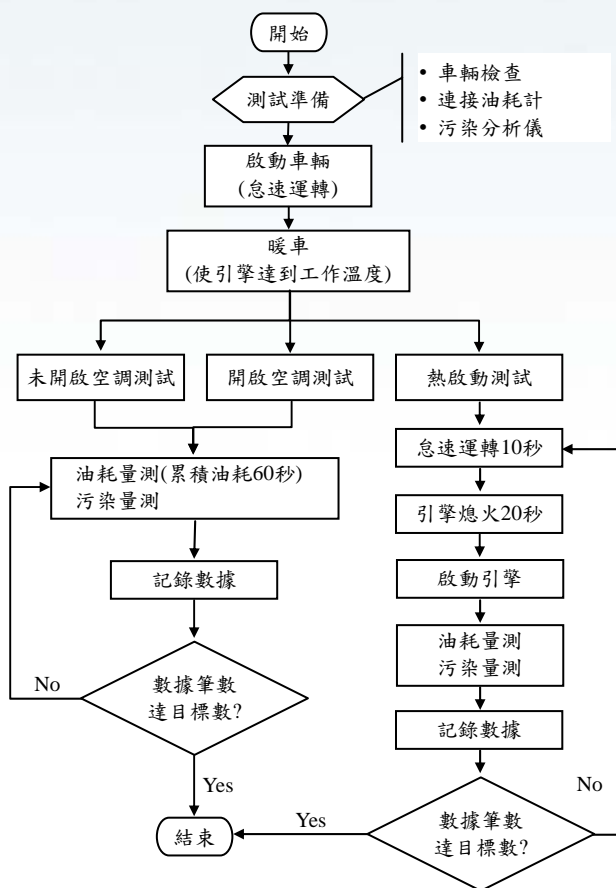 開始
測試準備
• 車輛檢查
• 連接油耗計
• 污染分析儀
啟動車輛
(怠速運轉)
暖車
(使引擎達到工作溫度)
未開啟空調測試
開啟空調測試
熱啟動測試
油耗量測(累積油耗60秒)
污染量測
記錄數據
數據筆數
達目標數?
No
Yes
結束
怠速運轉10秒
引擎熄火20秒
啟動引擎
油耗量測
污染量測
記錄數據
數據筆數
達目標數?
No
Yes